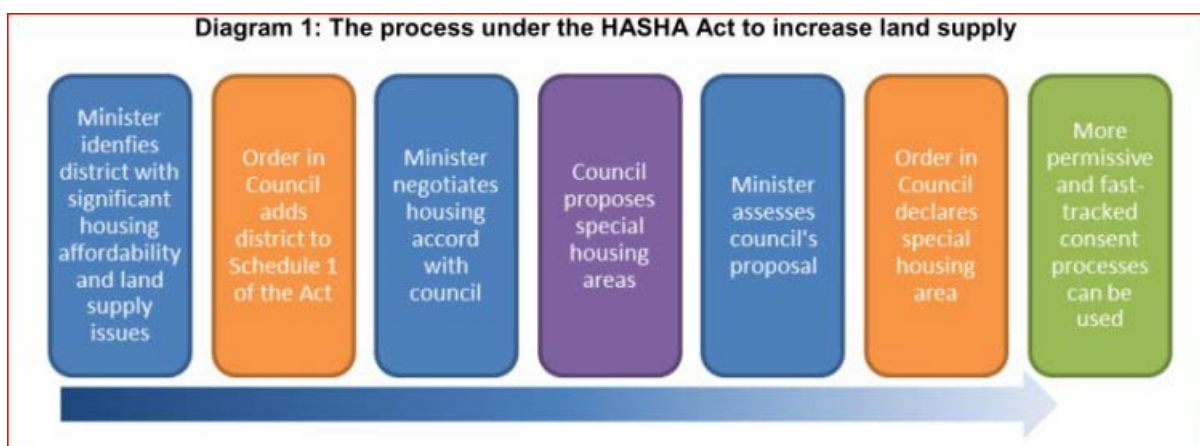 Diagram 1: The process under the HASHA Act to increase land supply
Minister
idenfies
district with
significant
housing
affordability
and land
supply
issues
Order in
Council
adds
district to
Schedule 1
of the Act
Minister
negotiates
housing
accord
with
council
Council
proposes
special
housing
areas
Minister
assesses
council's
proposal
Order in
Council
declares
special
housing
area
More
permissive
and fast-
tracked
consent
processes
can be
used